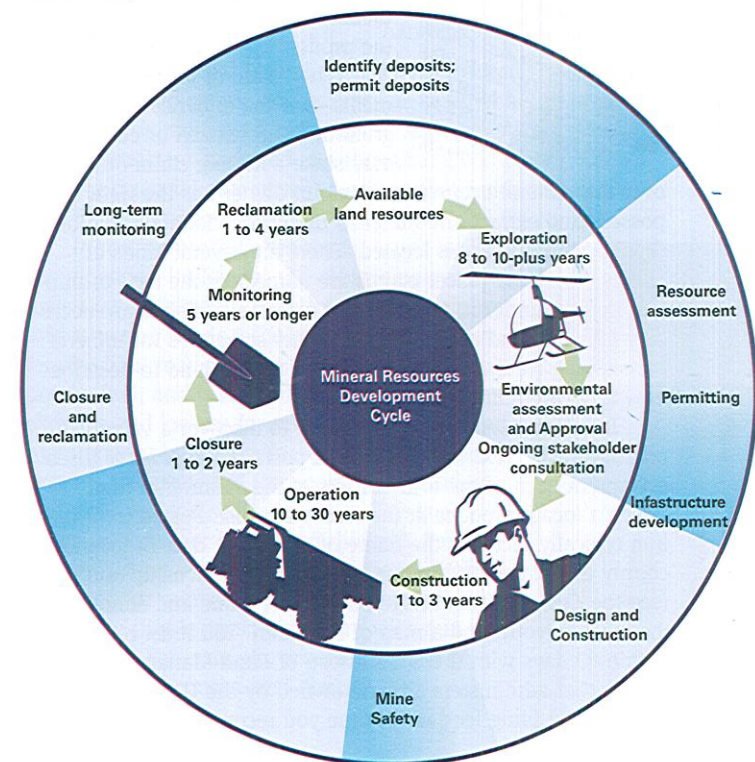 Identify deposits;
permit deposits
Available
land resources
Exploration
8 to 10-plus years
Resource
assessment
Environmental
assessment
and Approval
Ongoing stakeholder
consultation
Permitting
Infastructure
development
Design and
Construction
Construction
1 to 3 years
Mine
Safety
Operation
10 to 30 years
Closure
1 to 2 years
Closure
and
reclamation
Monitoring
5 years or longer
Long-term
monitoring
Reclamation
1 to 4 years
Mineral Resources
Development
Cycle